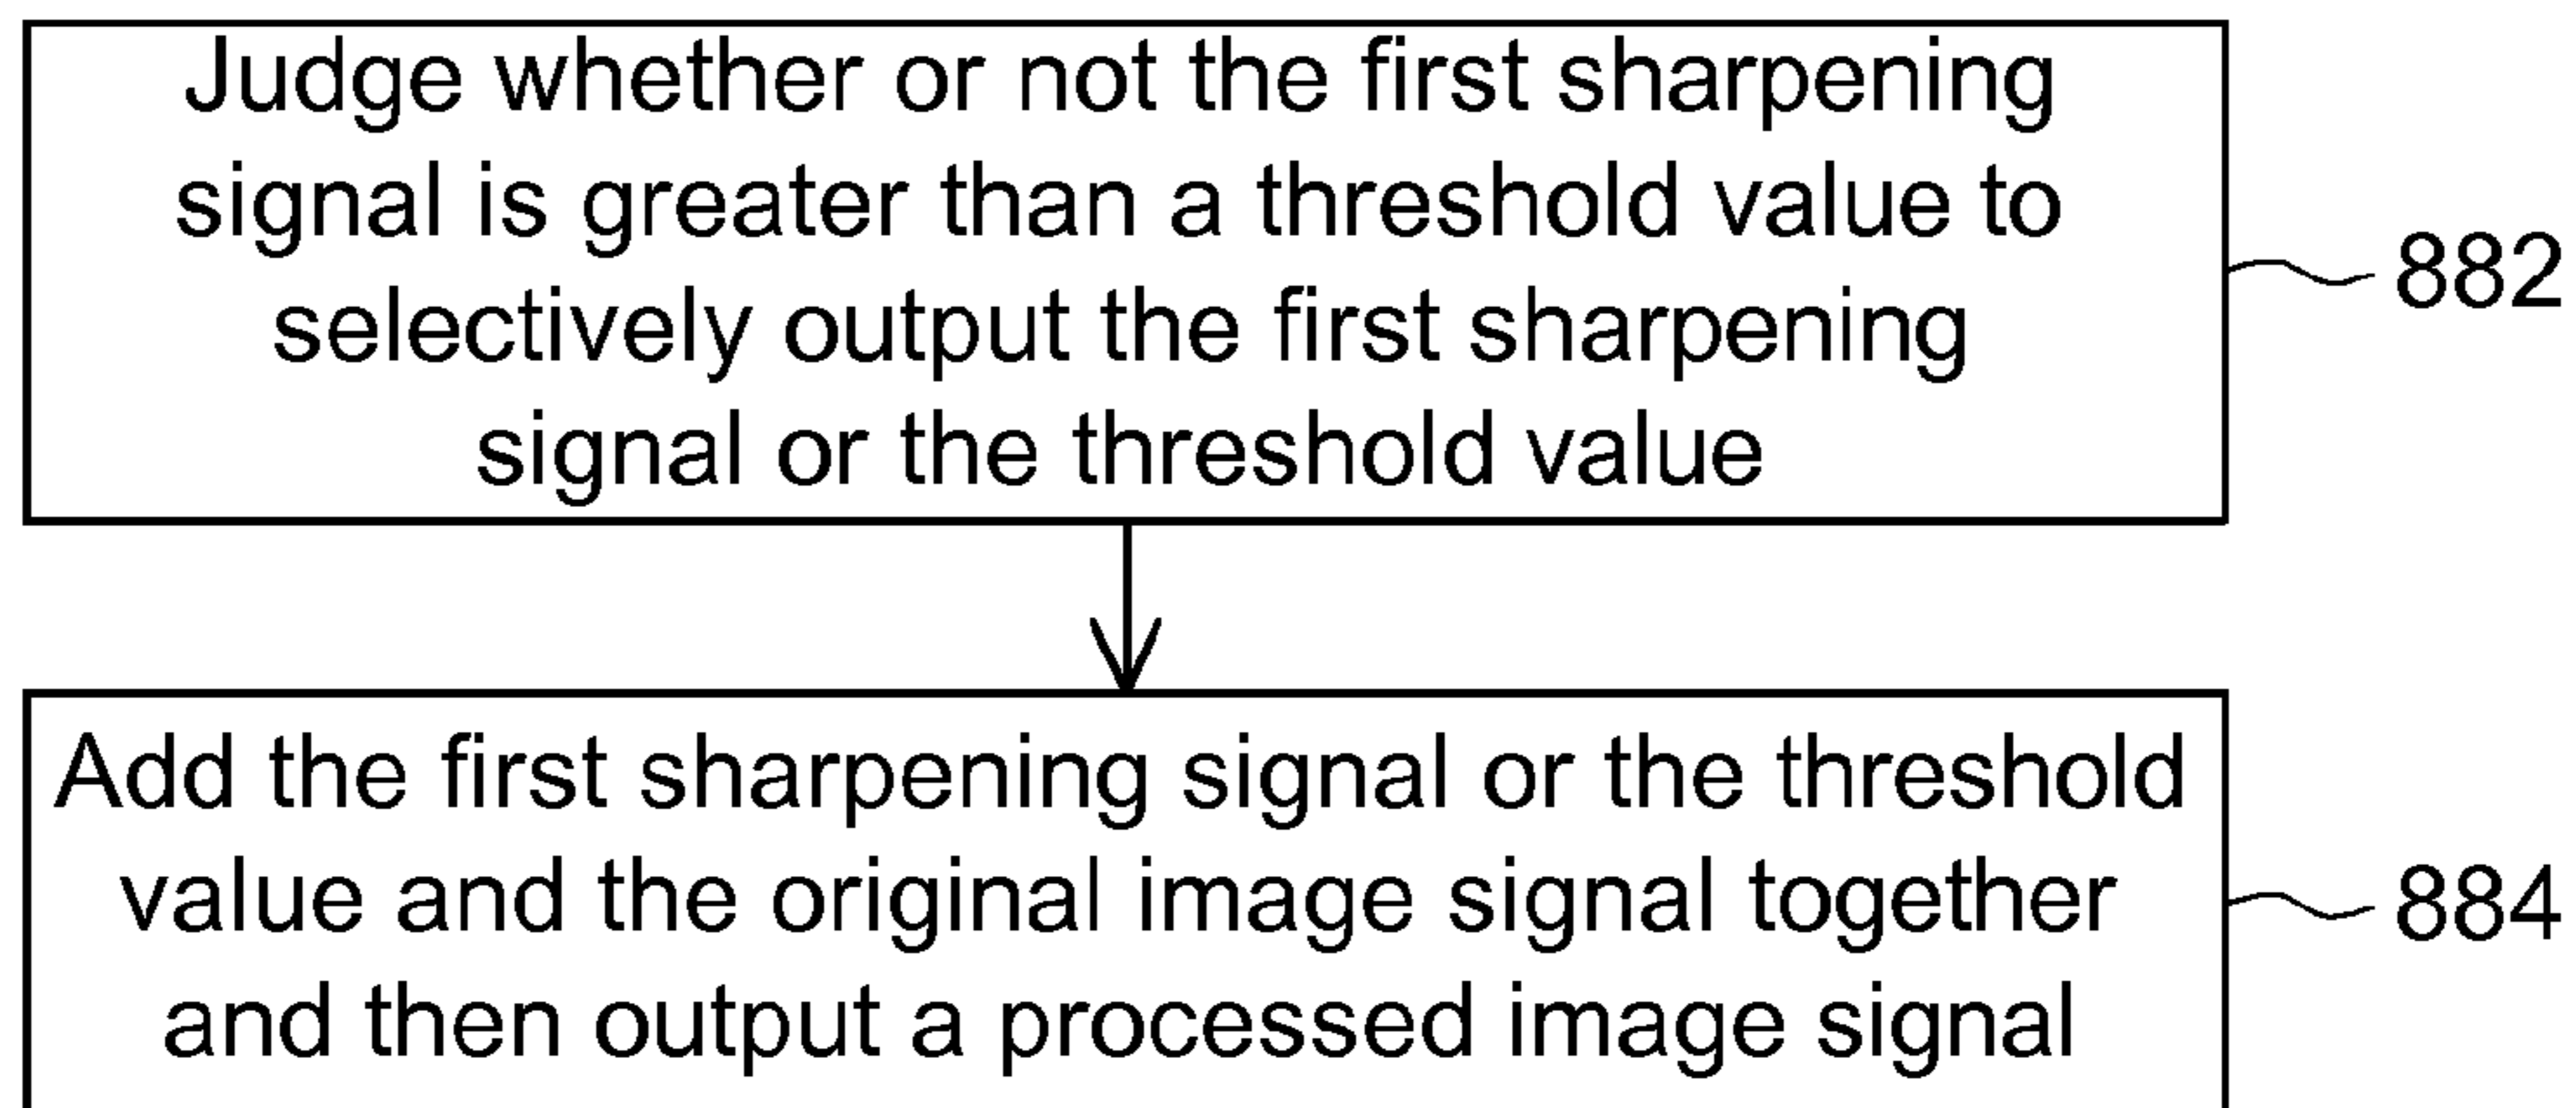 Judge whether or not the first sharpening
signal is greater than a threshold value to
selectively output the first sharpening
signal or the threshold value
882
Add the first sharpening signal or the threshold
value and the original image signal together
and then output a processed image signal
884